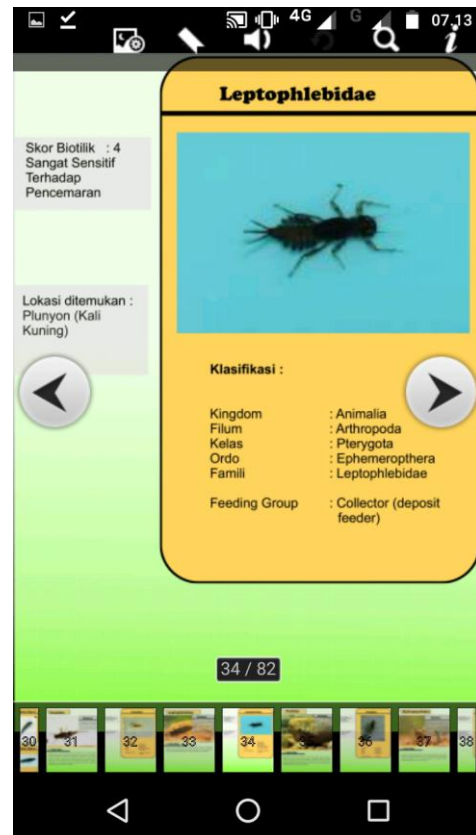 4G
G
07.13
Leptophlebidae
Skor Biotilik : 4
Sangat Sensitif
Terhadap
Pencemaran
Lokasi ditemukan :
Plunyon (Kali
Kuning)
Klasifikasi :
Kingdom : Animalia
Filum : Arthropoda
Kelas : Pterygota
Ordo : Ephemeropthera
Famili : Leptophlebidae
Feeding Group : Collector (deposit
feeder)
34 / 82
30
31
32
33
34
36
37
38